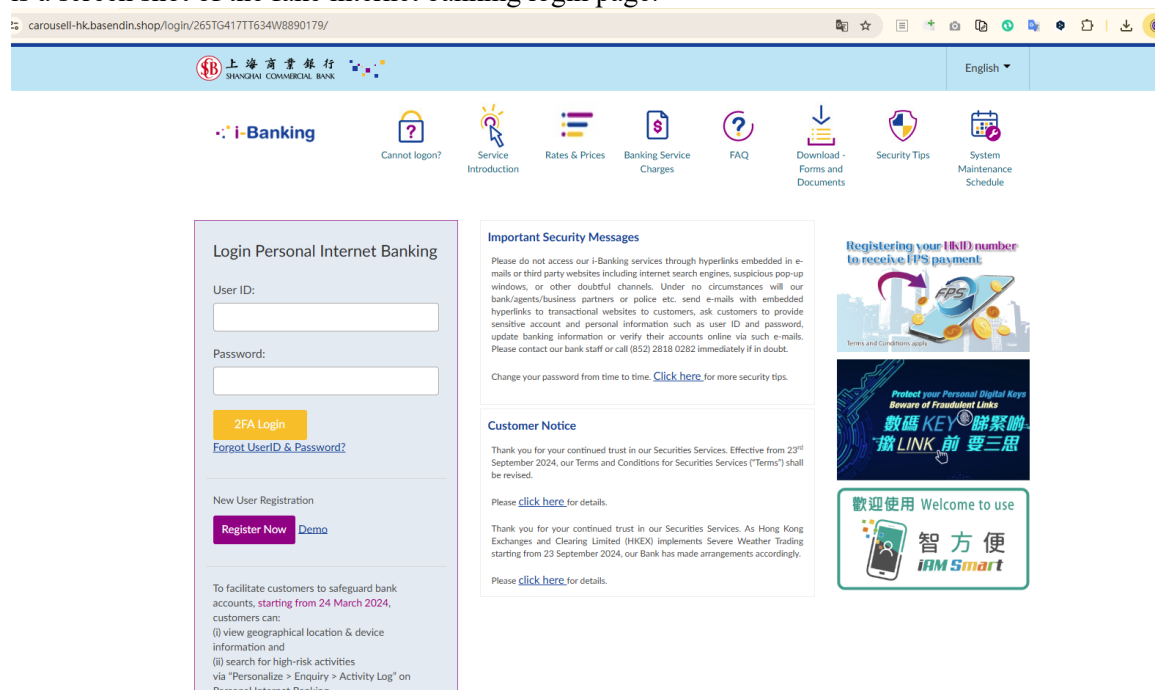 is a screen shot of the fake internet banking login page.
carousell-hk.basendin.shop/login/265TG417TT634W8890179/
上海商業銀行
SHANGHAI COMMERCIAL BANK
English
i-Banking
Cannot logon?
Service
Introduction
Rates & Prices
Banking Service
Charges
FAQ
Download -
Forms and
Documents
Security Tips
System
Maintenance
Schedule
Login Personal Internet Banking
User ID:
Password:
2FA Login
Forgot UserID & Password?
New User Registration
Register Now Demo
To facilitate customers to safeguard bank
accounts, starting from 24 March 2024,
customers can:
(i) view geographical location & device
information and
(ii) search for high-risk activities
via "Personalize > Enquiry > Activity Log" on
Personal Internet Banking
Important Security Messages
Please do not access our i-Banking services through hyperlinks embedded in e-
mails or third party websites including internet search engines, suspicious pop-up
windows, or other doubtful channels. Under no circumstances will our
bank/agents/business partners or police etc. send e-mails with embedded
hyperlinks to transactional websites to customers, ask customers to provide
sensitive account and personal information such as user ID and password,
update banking information or verify their accounts online via such e-mails.
Please contact our bank staff or call (852) 2818 0282 immediately if in doubt.
Change your password from time to time. Click here for more security tips.
Customer Notice
Thank you for your continued trust in our Securities Services. Effective from 23rd
September 2024, our Terms and Conditions for Securities Services ("Terms") shall
be revised.
Please click here for details.
Thank you for your continued trust in our Securities Services. As Hong Kong
Exchanges and Clearing Limited (HKEX) implements Severe Weather Trading
starting from 23 September 2024, our Bank has made arrangements accordingly.
Please click here for details.
Registering your HKID number
to receive FPS payment
FPS
Terms and Conditions apply
Protect your Personal Digital Keys
Beware of Fraudulent Links
數碼 KEY 睇緊啲
撳 LINK 前 要三思
歡迎使用 Welcome to use
智方便
iAM Smart